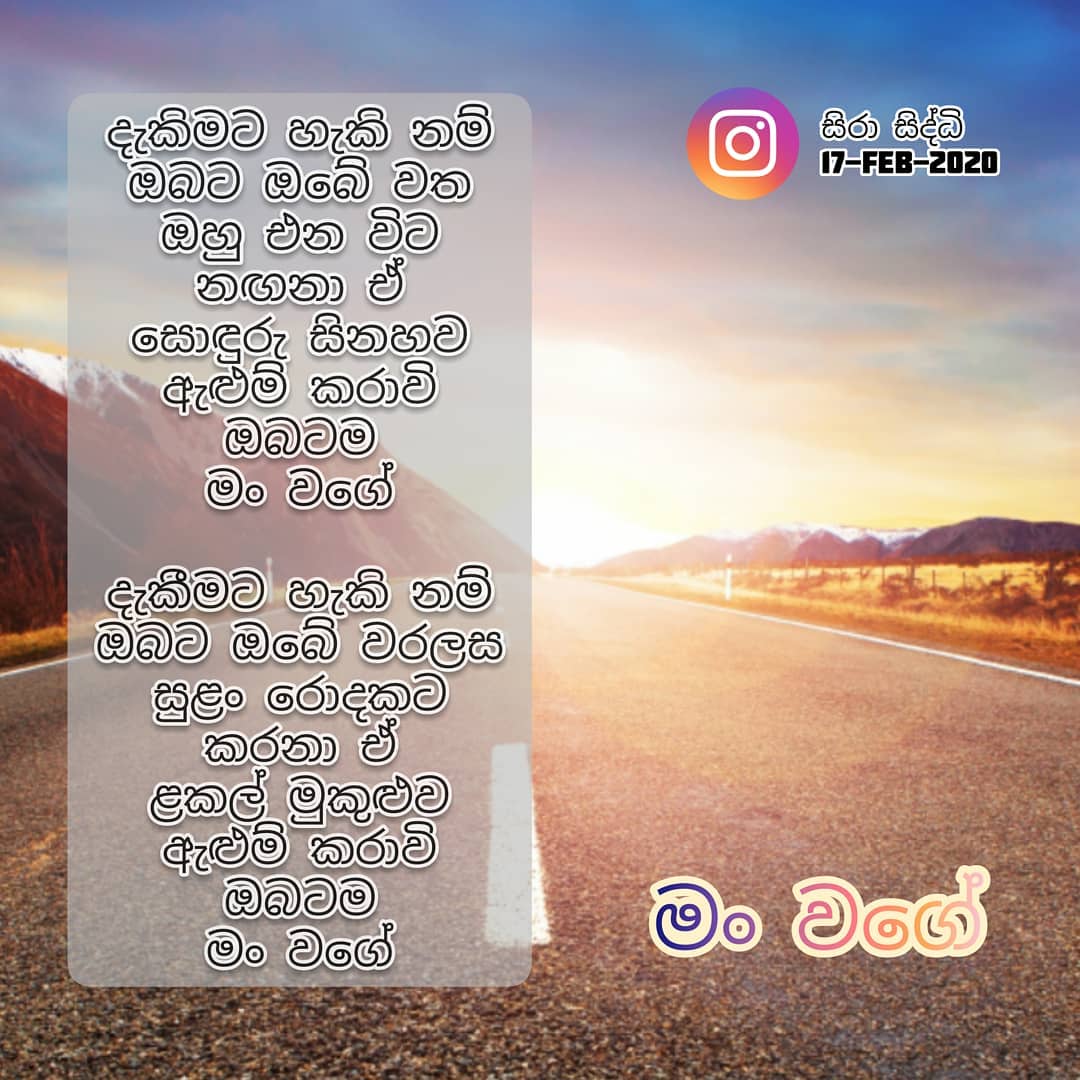 දැකිමට හැකි නම්
ඔබට ඔබේ වත
ඔහු එන විට
නඟනා ඒ
සොඳුරු සිනහව
ඇළුම් කරාවි
ඔබටම
මං වගේ

දැකීමට හැකි නම්
ඔබට ඔබේ වරලස
සුළං රොදකට
කරනා ඒ
ළකල් මුකුළුව
ඇළුම් කරාවි
ඔබටම
මං වගේ

සිරා සිද්ධි
17-FEB-2020

මං වගේ